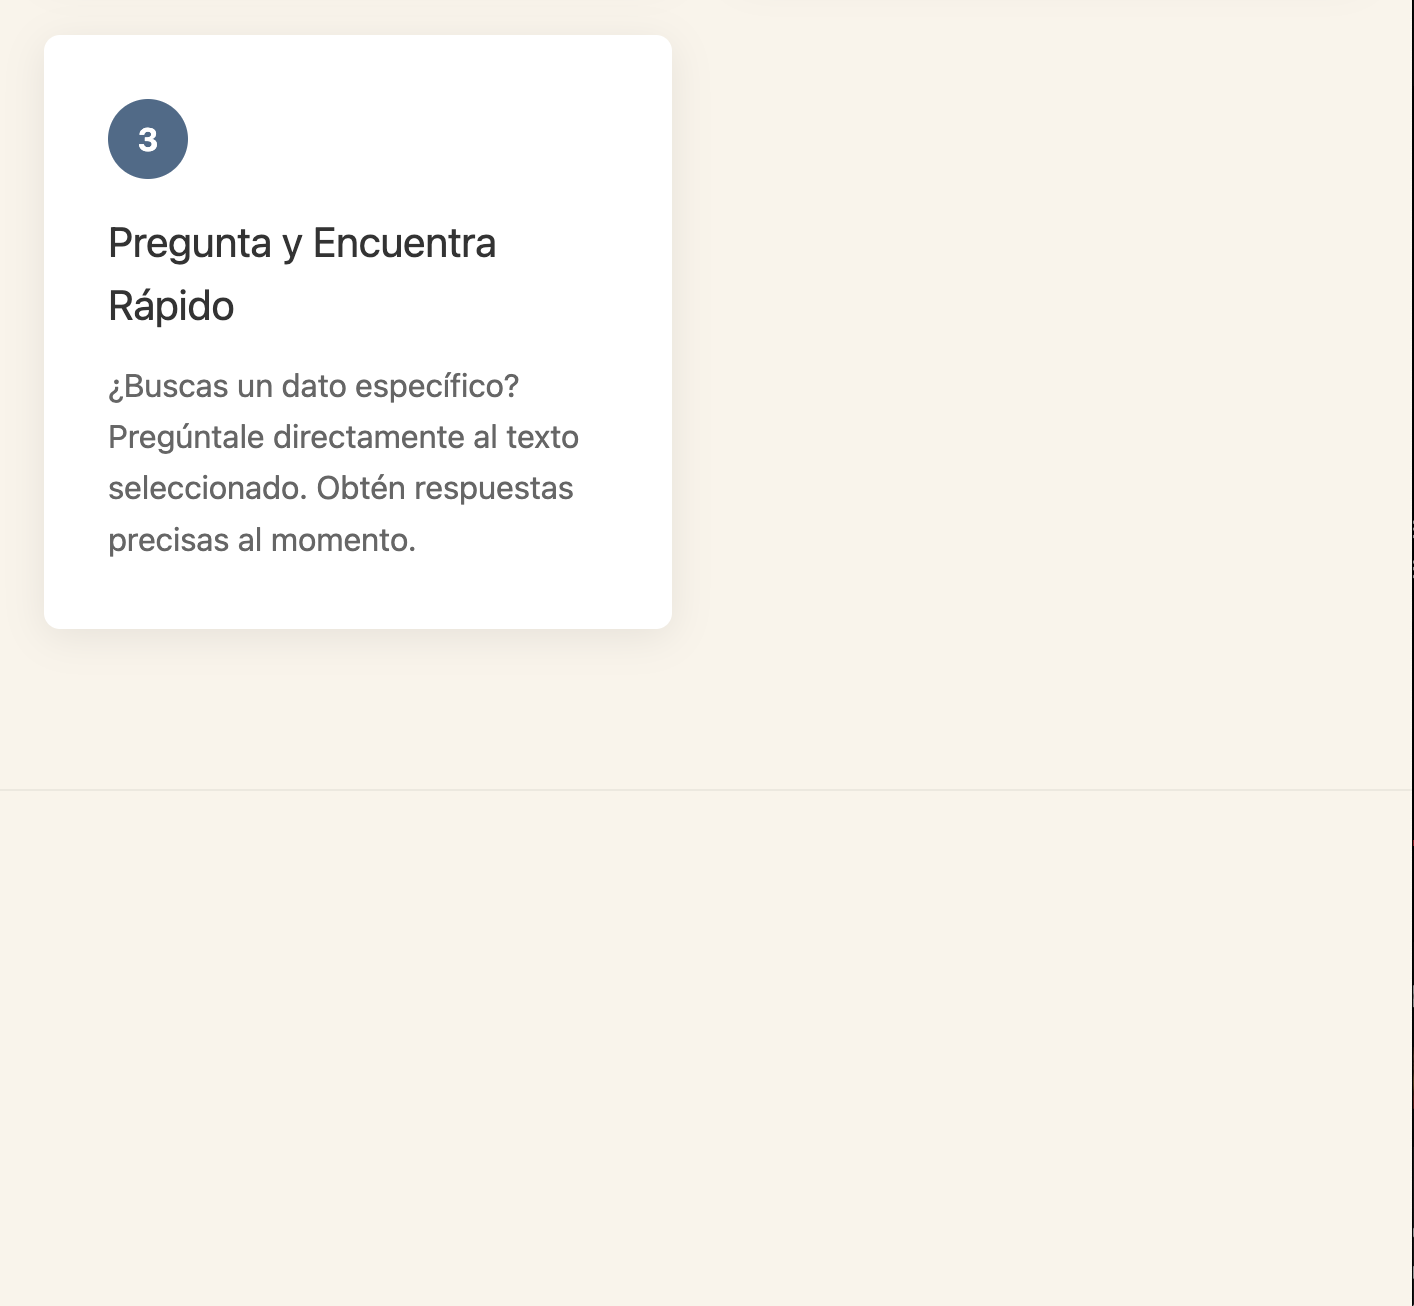 3
Pregunta y Encuentra
Rápido
¿Buscas un dato específico?
Pregúntale directamente al texto
seleccionado. Obtén respuestas
precisas al momento.